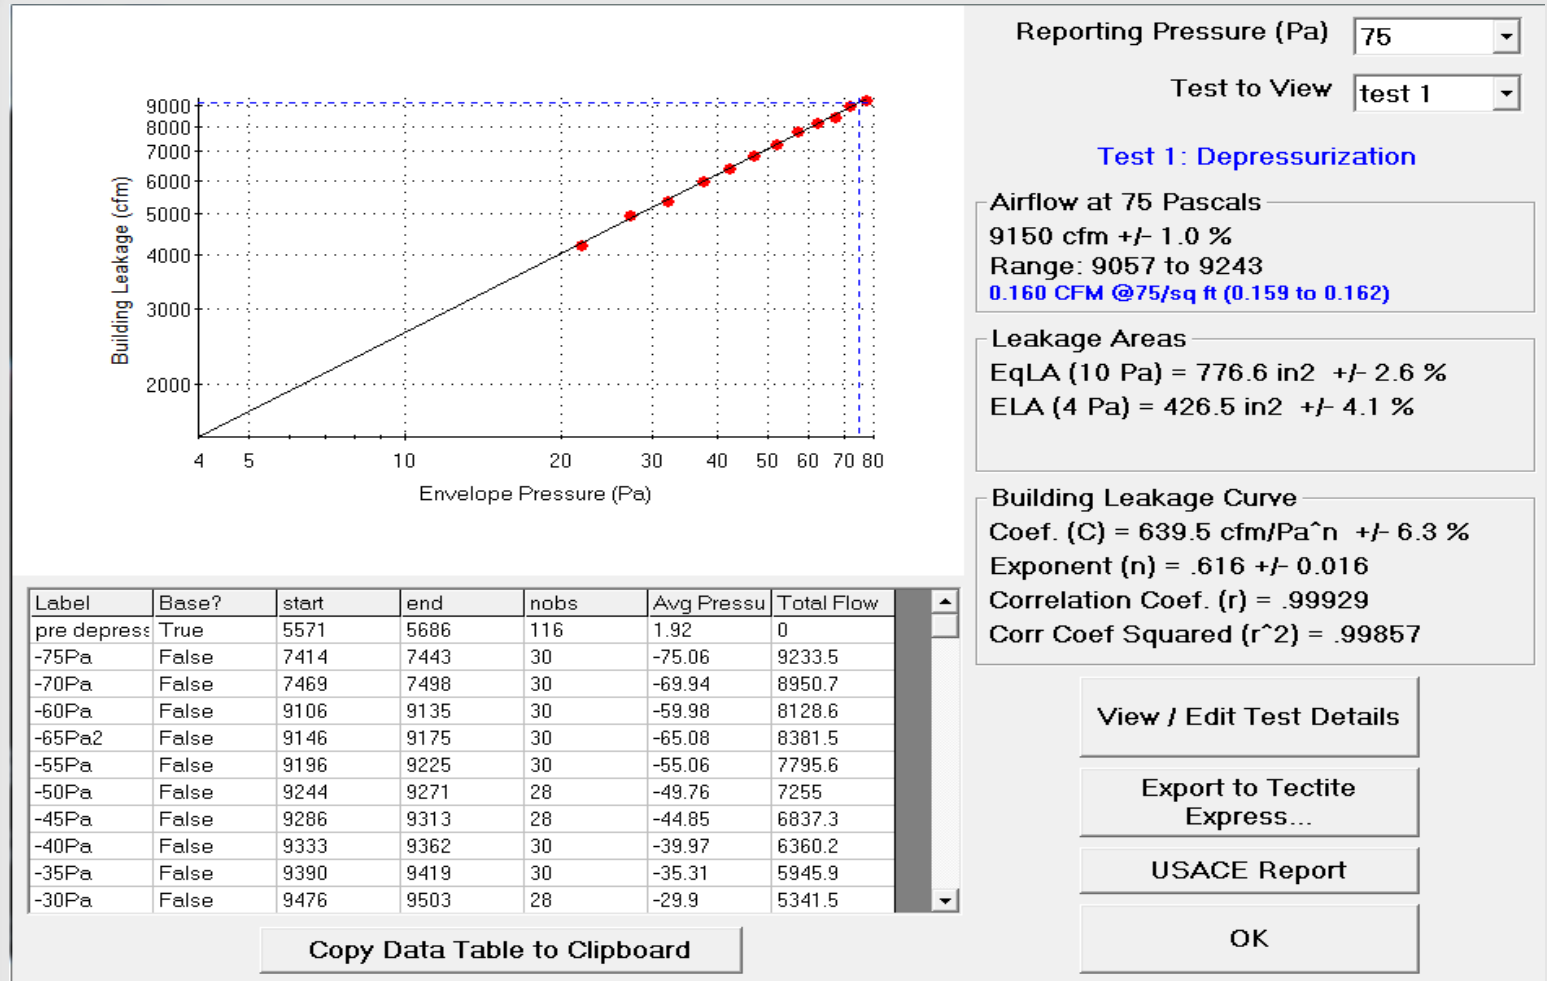 Reporting Pressure (Pa) 75
Test to View test 1
Test 1: Depressurization
Airflow at 75 Pascals
9150 cfm +/- 1.0 %
Range: 9057 to 9243
0.160 CFM @75/sq ft (0.159 to 0.162)
Leakage Areas
EqLA (10 Pa) = 776.6 in2 +/- 2.6 %
ELA (4 Pa) = 426.5 in2 +/- 4.1 %
Building Leakage Curve
Coef. (C) = 639.5 cfm/Pa^n +/- 6.3 %
Exponent (n) = .616 +/- 0.016
Correlation Coef. (r) = .99929
Corr Coef Squared (r^2) = .99857
View / Edit Test Details
Export to Tectite
Express...
USACE Report
OK
Building Leakage (cfm)
9000
8000
7000
6000
5000
4000
3000
2000
4 5 10 20 30 40 50 60 70 80
Envelope Pressure (Pa)
Label Base? start end nobs Avg Pressu Total Flow
pre depress True 5571 5686 116 1.92 0
-75Pa False 7414 7443 30 -75.06 9233.5
-70Pa False 7469 7498 30 -69.94 8950.7
-60Pa False 9106 9135 30 -59.98 8128.6
-65Pa2 False 9146 9175 30 -65.08 8381.5
-55Pa False 9196 9225 30 -55.06 7795.6
-50Pa False 9244 9271 28 -49.76 7255
-45Pa False 9286 9313 28 -44.85 6837.3
-40Pa False 9333 9362 30 -39.97 6360.2
-35Pa False 9390 9419 30 -35.31 5945.9
-30Pa False 9476 9503 28 -29.9 5341.5
Copy Data Table to Clipboard